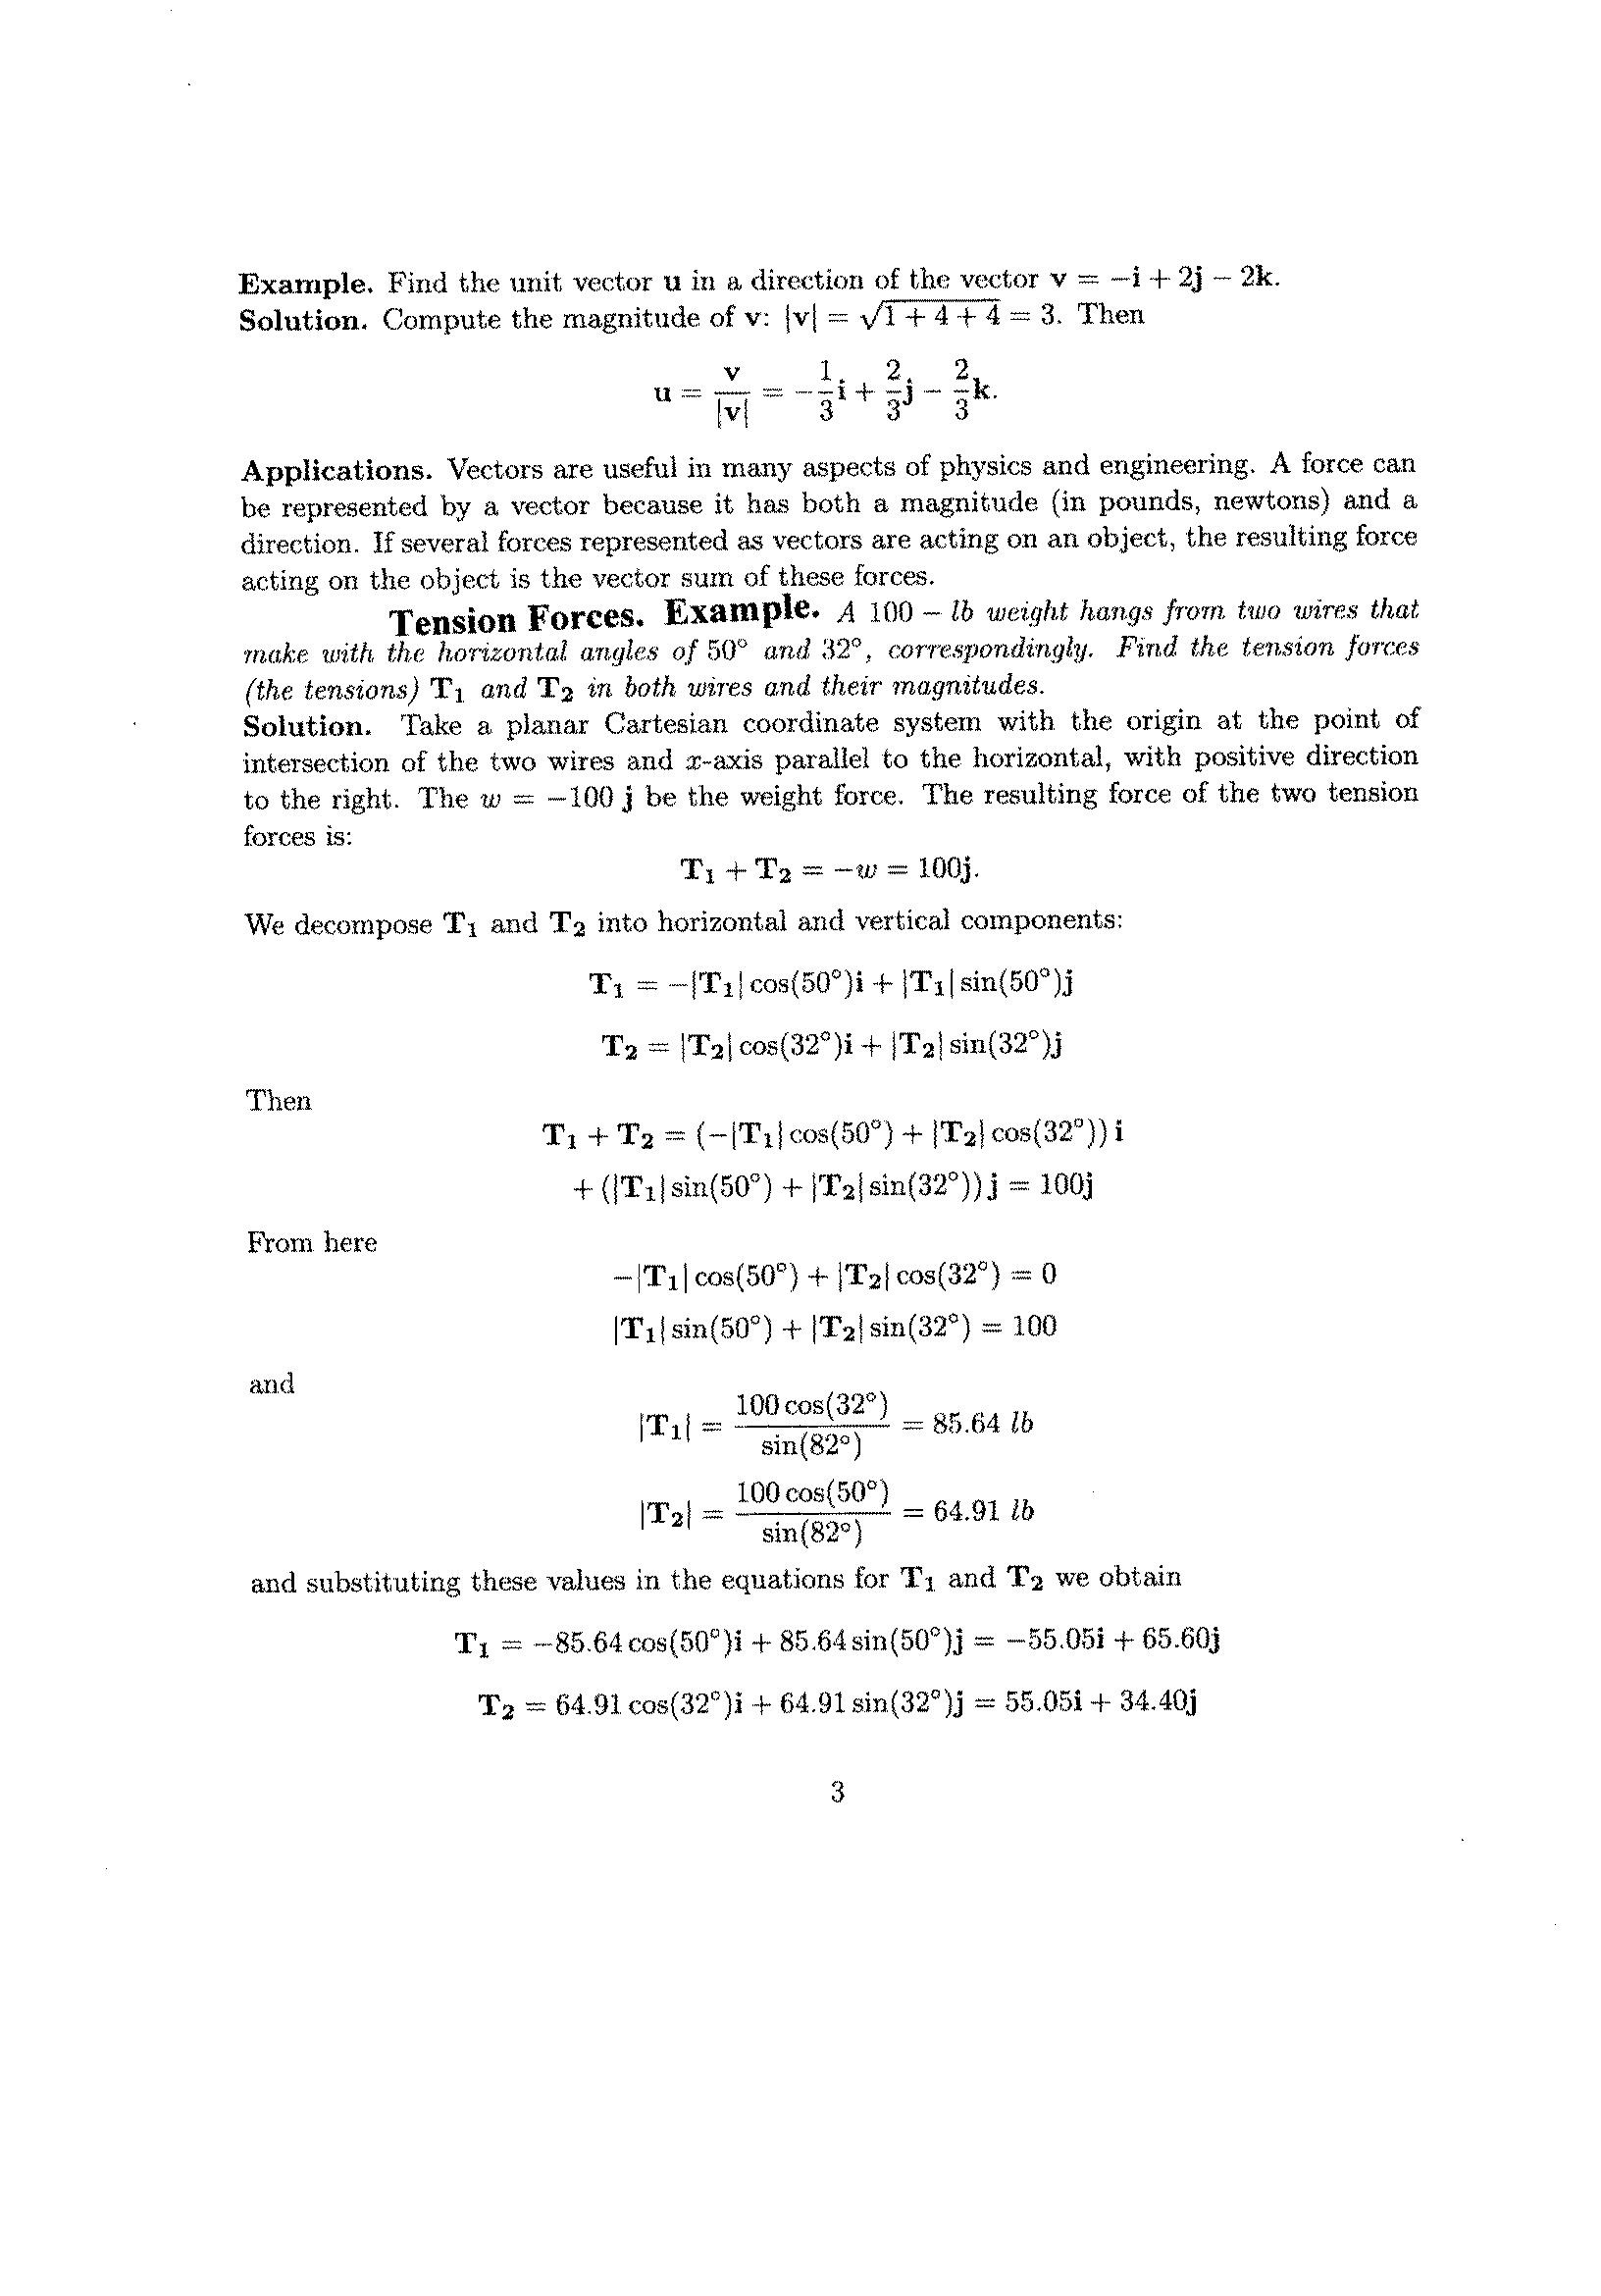 Example. Find the unit vector u in a direction of the vector v = −i + 2j − 2k.
Solution. Compute the magnitude of v: |v| = √(1 + 4 + 4) = 3. Then
u = v/|v| = −1/3 i + 2/3 j − 2/3 k.
Applications. Vectors are useful in many aspects of physics and engineering. A force can
be represented by a vector because it has both a magnitude (in pounds, newtons) and a
direction. If several forces represented as vectors are acting on an object, the resulting force
acting on the object is the vector sum of these forces.
Tension Forces. Example. A 100 − lb weight hangs from two wires that
make with the horizontal angles of 50° and 32°, correspondingly. Find the tension forces
(the tensions) T₁ and T₂ in both wires and their magnitudes.
Solution. Take a planar Cartesian coordinate system with the origin at the point of
intersection of the two wires and x-axis parallel to the horizontal, with positive direction
to the right. The w = −100 j be the weight force. The resulting force of the two tension
forces is:
T₁ + T₂ = −w = 100j.
We decompose T₁ and T₂ into horizontal and vertical components:
T₁ = −|T₁| cos(50°)i + |T₁| sin(50°)j
T₂ = |T₂| cos(32°)i + |T₂| sin(32°)j
Then
T₁ + T₂ = (−|T₁| cos(50°) + |T₂| cos(32°)) i
+ (|T₁| sin(50°) + |T₂| sin(32°)) j = 100j
From here
−|T₁| cos(50°) + |T₂| cos(32°) = 0
|T₁| sin(50°) + |T₂| sin(32°) = 100
and
|T₁| = 100 cos(32°)/sin(82°) = 85.64 lb
|T₂| = 100 cos(50°)/sin(82°) = 64.91 lb
and substituting these values in the equations for T₁ and T₂ we obtain
T₁ = −85.64 cos(50°)i + 85.64 sin(50°)j = −55.05i + 65.60j
T₂ = 64.91 cos(32°)i + 64.91 sin(32°)j = 55.05i + 34.40j
3